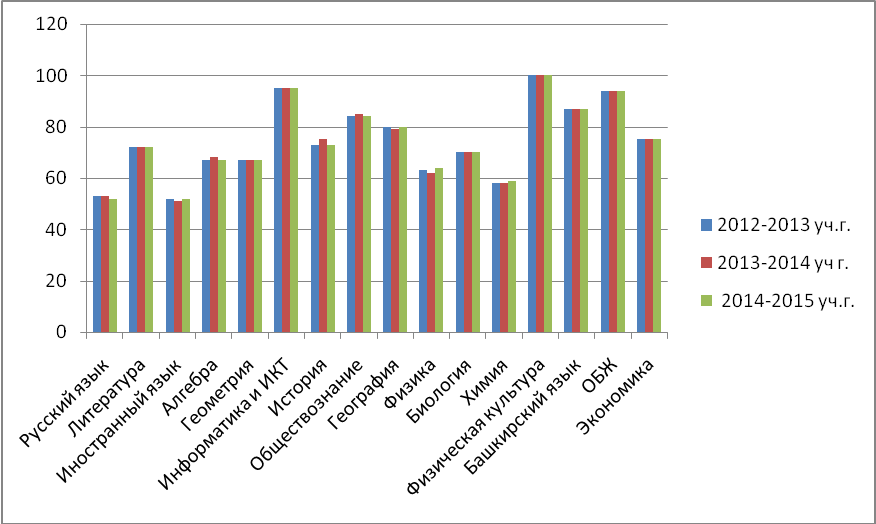 120
100
80
60
40
20
0
Русский язык
Литература
Иностранный язык
Алгебра
Геометрия
Информатика и ИКТ
История
Обществознание
География
Физика
Биология
Химия
Физическая культура
Башкирский язык
ОБЖ
Экономика
2012-2013 уч.г.
2013-2014 уч г.
2014-2015 уч.г.